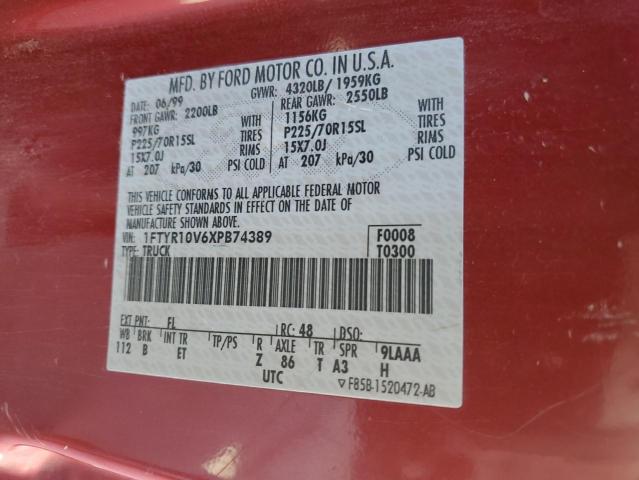 MFD. BY FORD MOTOR CO. IN U.S.A.
DATE: 06/99 GVWR: 4320LB/ 1959KG
FRONT GAWR: 2200LB REAR GAWR: 2550LB
997KG WITH 1156KG WITH
P225/70R15SL TIRES P225/70R15SL TIRES
15X7.0J RIMS 15X7.0J RIMS
AT 207 kPa/30 PSI COLD AT 207 kPa/30 PSI COLD
THIS VEHICLE CONFORMS TO ALL APPLICABLE FEDERAL MOTOR
VEHICLE SAFETY STANDARDS IN EFFECT ON THE DATE OF
MANUFACTURE SHOWN ABOVE.
VIN: 1FTYR10V6XPB74389 F0008
TYPE: TRUCK T0300
EXT PNT: FL RC: 48 DSO:
WB BRK INT TR TP/PS R AXLE TR SPR 9LAAA
112 B ET Z 86 T A3 H
UTC ▽ F85B-1520472-AB